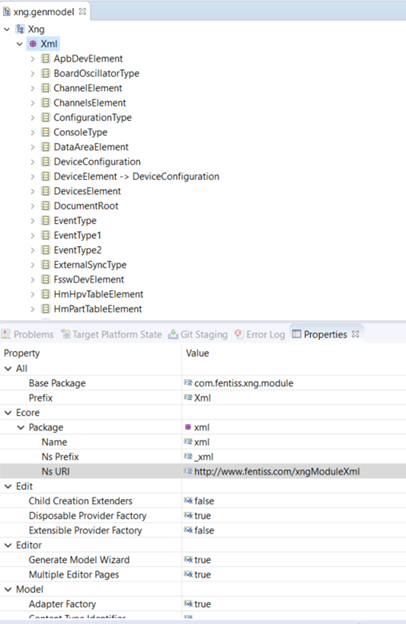 xng.genmodel
Xng
Xml
ApbDevElement
BoardOscillatorType
ChannelElement
ChannelsElement
ConfigurationType
ConsoleType
DataAreaElement
DeviceConfiguration
DeviceElement -> DeviceConfiguration
DevicesElement
DocumentRoot
EventType
EventType1
EventType2
ExternalSyncType
FsswDevElement
HmHpvTableElement
HmPartTableElement
Problems Target Platform State Git Staging Error Log Properties
Property Value
All
Base Package com.fentiss.xng.module
Prefix Xml
Ecore
Package xml
Name xml
Ns Prefix _xml
Ns URI http://www.fentiss.com/xngModuleXml
Edit
Child Creation Extenders false
Disposable Provider Factory true
Extensible Provider Factory false
Editor
Generate Model Wizard true
Multiple Editor Pages true
Model
Adapter Factory true
Content Type Identifier